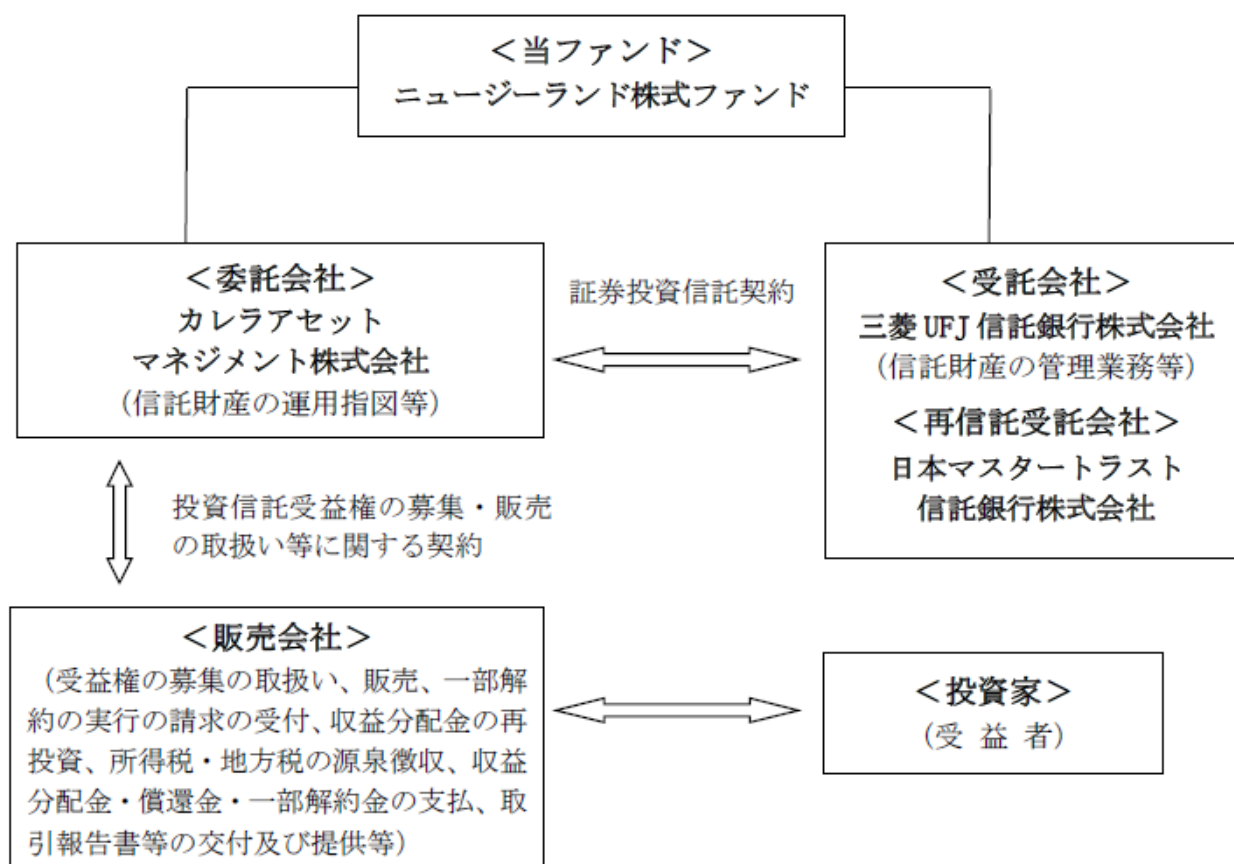 ＜当ファンド＞
ニュージーランド株式ファンド
＜委託会社＞
カレラアセット
マネジメント株式会社
（信託財産の運用指図等）
証券投資信託契約
＜受託会社＞
三菱 UFJ 信託銀行株式会社
（信託財産の管理業務等）
＜再信託受託会社＞
日本マスタートラスト
信託銀行株式会社
投資信託受益権の募集・販売
の取扱い等に関する契約
＜販売会社＞
（受益権の募集の取扱い、販売、一部解
約の実行の請求の受付、収益分配金の再
投資、所得税・地方税の源泉徴収、収益
分配金・償還金・一部解約金の支払、取
引報告書等の交付及び提供等）
＜投資家＞
（受 益 者）